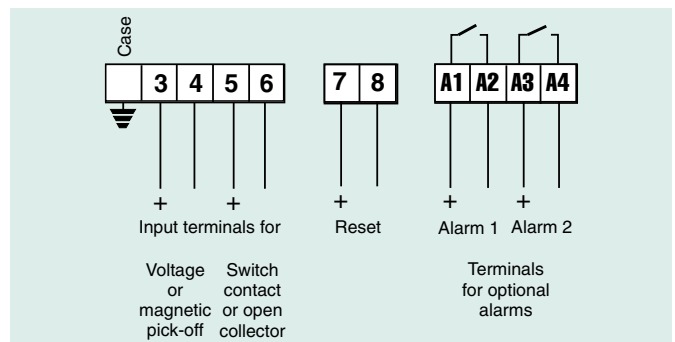 Case
3 4 5 6 7 8 A1 A2 A3 A4
+ + + + +
Input terminals for Reset Alarm 1 Alarm 2
Voltage
or
magnetic
pick-off
Switch
contact
or open
collector
Terminals
for optional
alarms